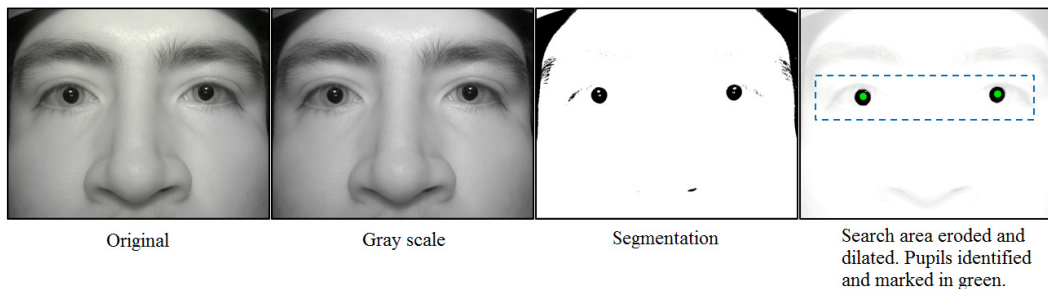 Original
Gray scale
Segmentation
Search area eroded and
dilated. Pupils identified
and marked in green.